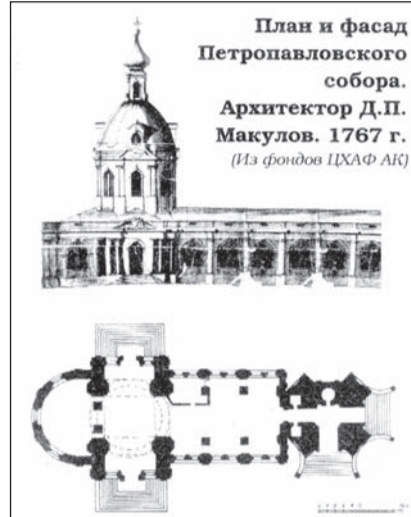 План и фасад
Петропавловского
собора.
Архитектор Д.П.
Макулов. 1767 г.
(Из фондов ЦХАФ АК)